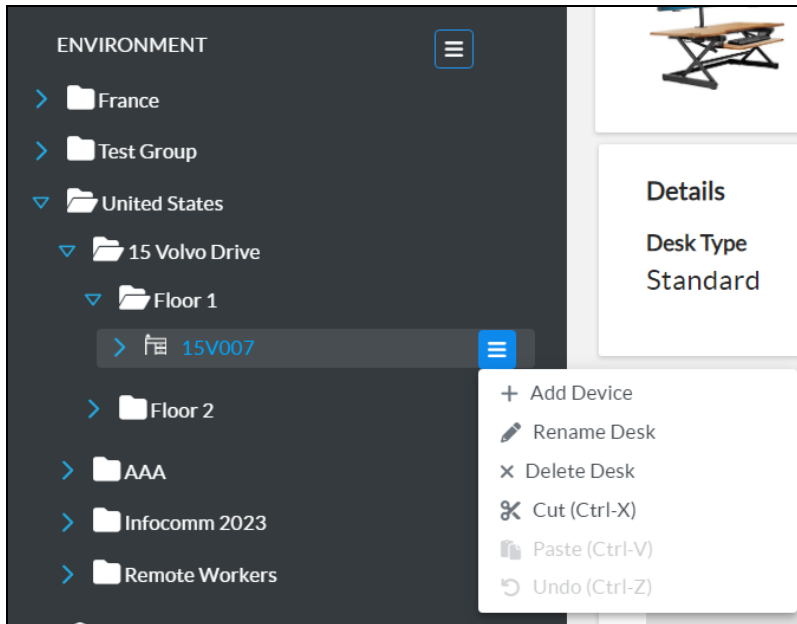 ENVIRONMENT
France
Test Group
United States
15 Volvo Drive
Floor 1
15V007
Floor 2
AAA
Infocomm 2023
Remote Workers
Details
Desk Type
Standard
Add Device
Rename Desk
Delete Desk
Cut (Ctrl-X)
Paste (Ctrl-V)
Undo (Ctrl-Z)